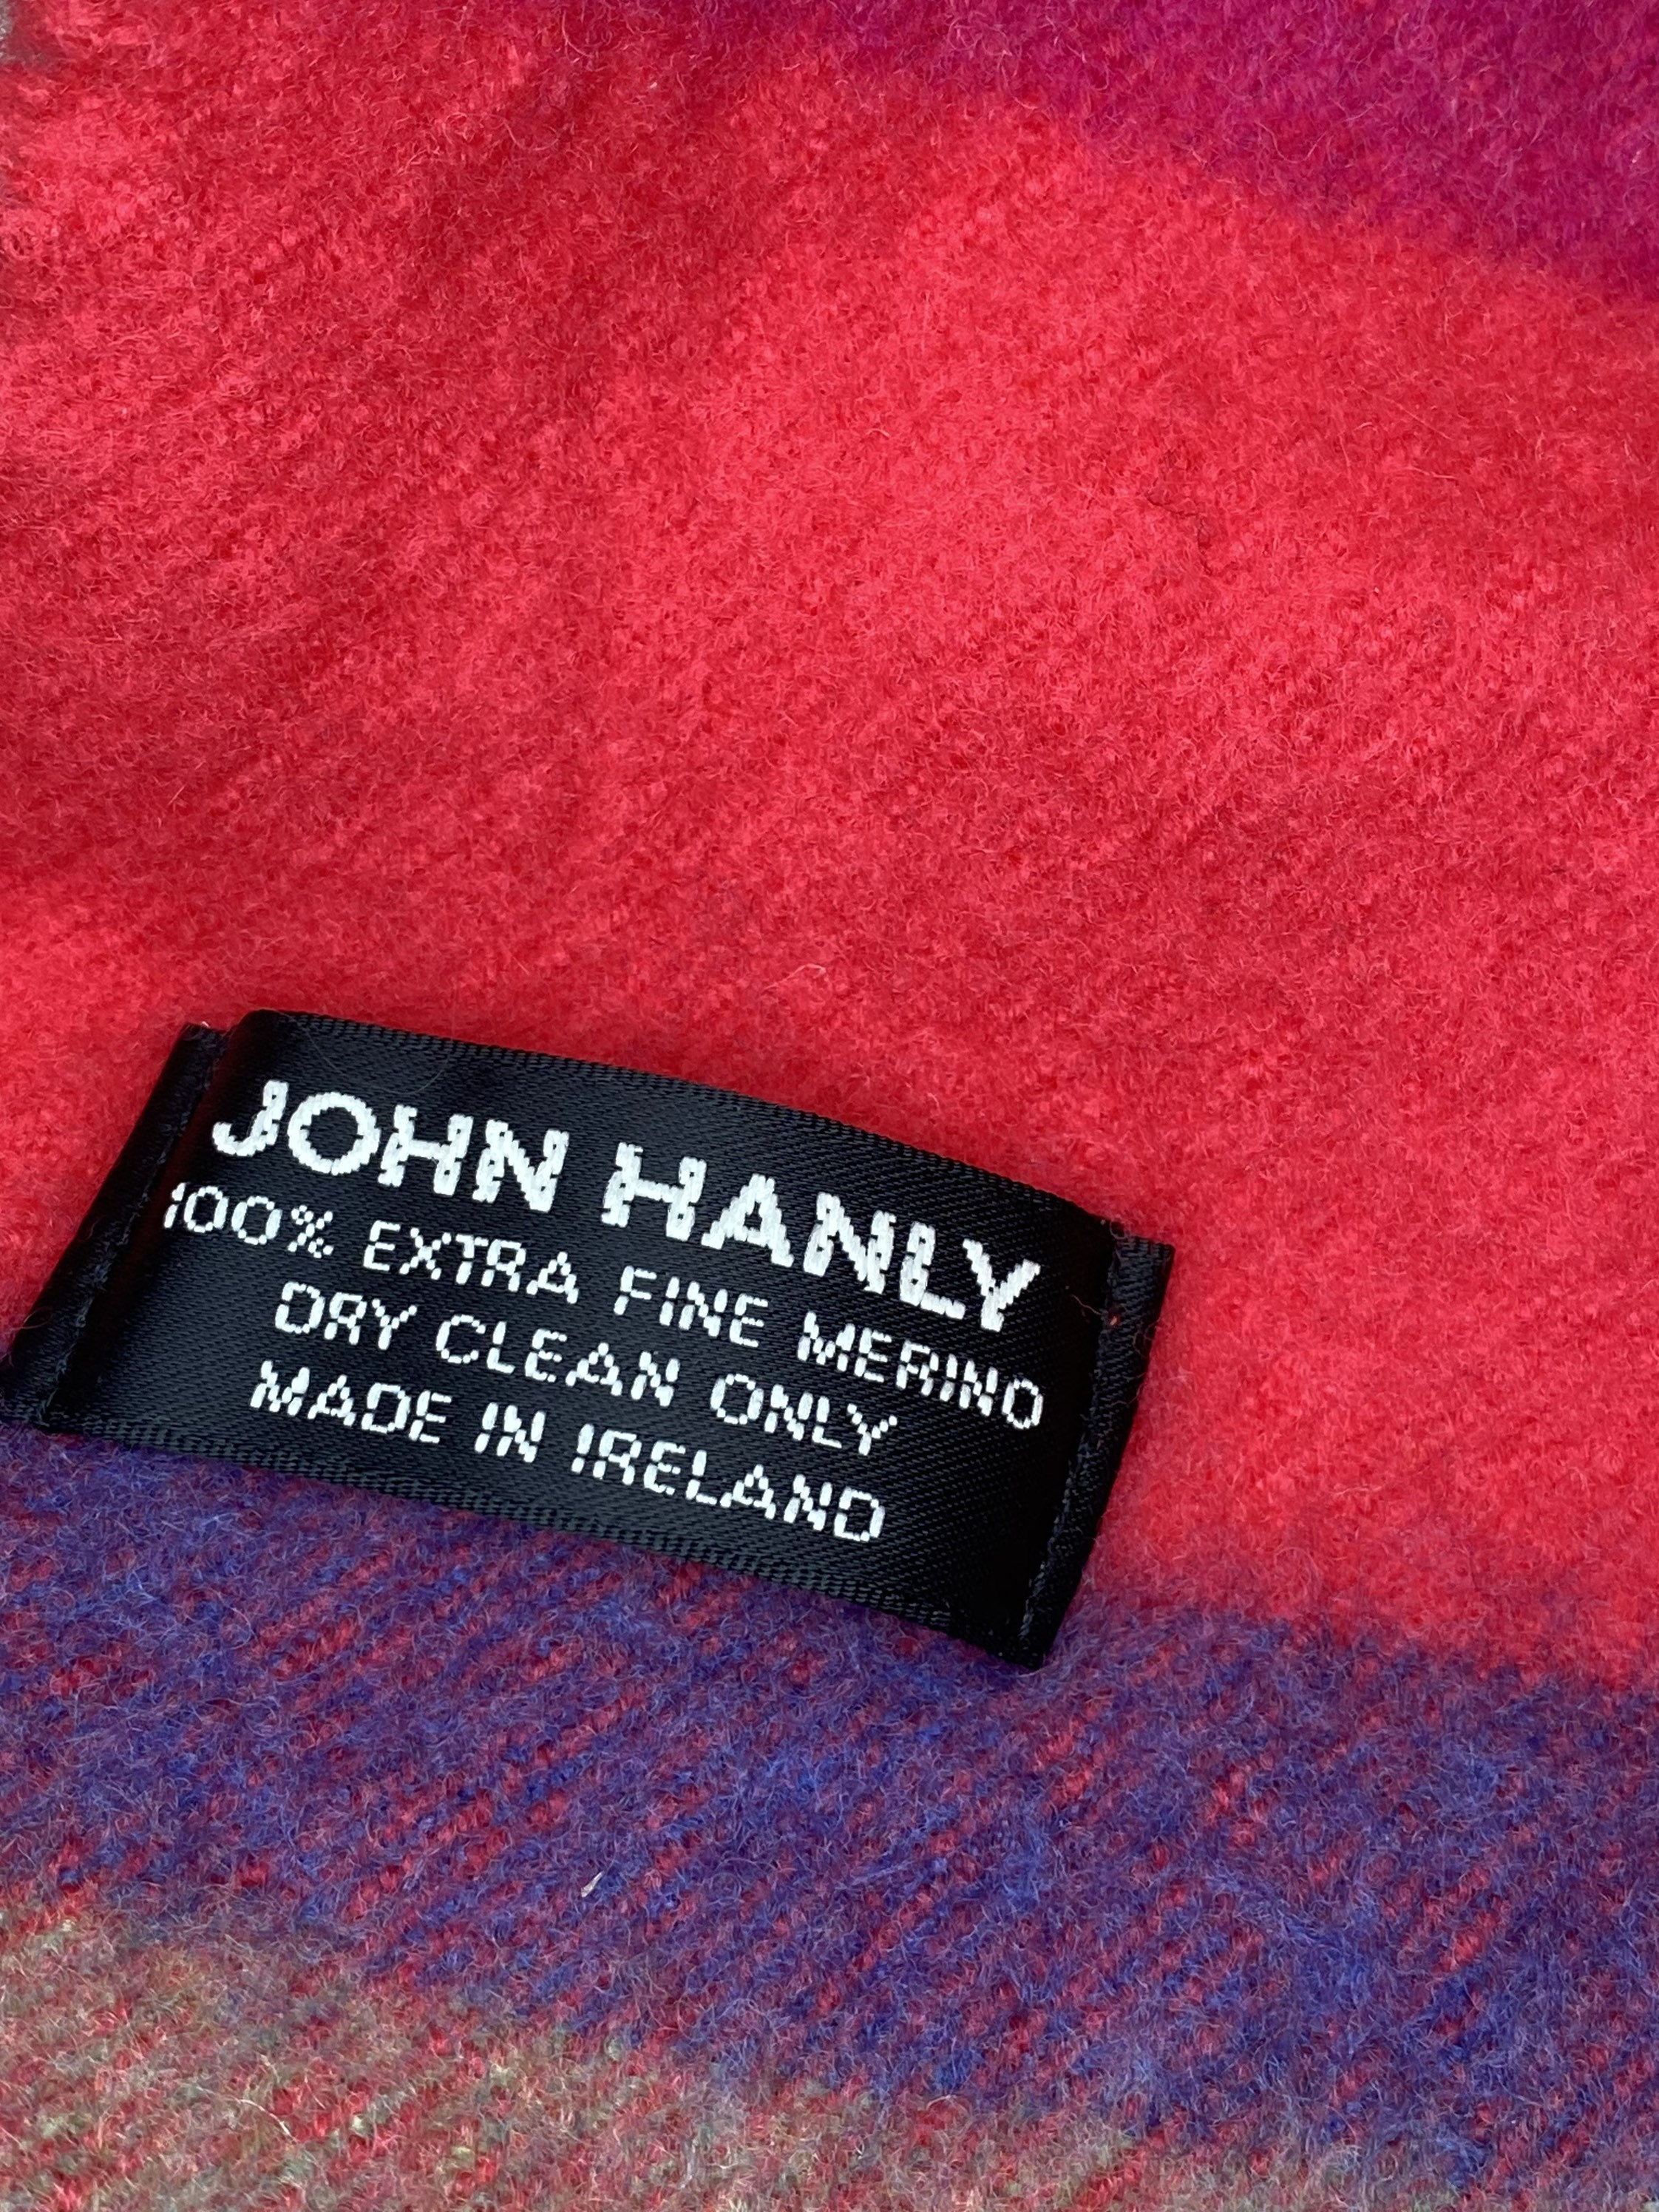 JOHN HANLY
100% EXTRA FINE MERINO
DRY CLEAN ONLY
MADE IN IRELAND